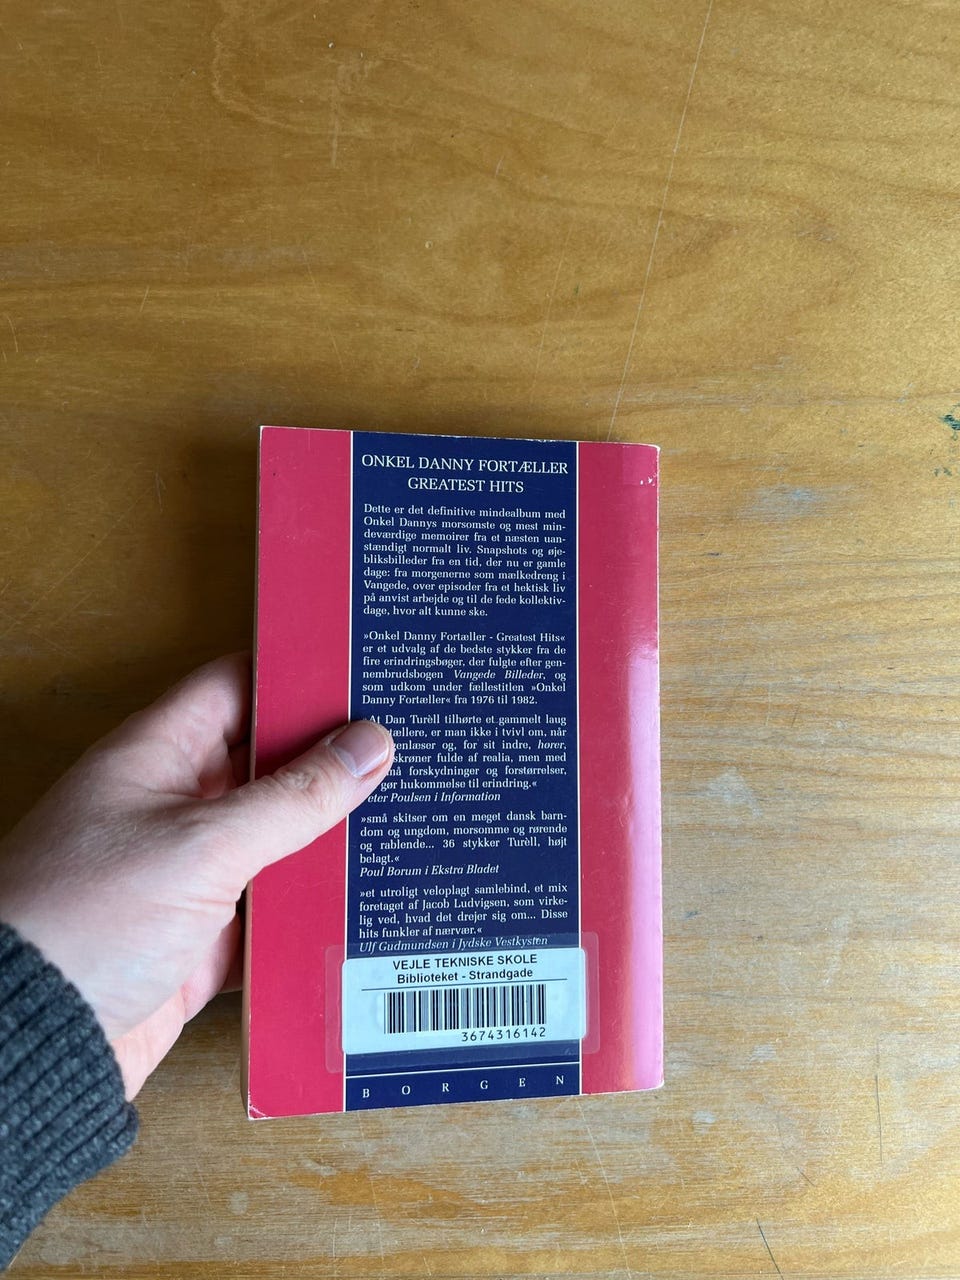 ONKEL DANNY FORTÆLLER
GREATEST HITS
Dette er det definitive mindealbum med
Onkel Dannys morsomste og mest min-
deværdige memoirer fra et næsten uan-
stændigt normalt liv. Snapshots og øje-
bliksbilleder fra en tid, der nu er gamle
dage: fra morgenerne som mælkedreng i
Vangede, over episoder fra et hektisk liv
på anvist arbejde og til de fede kollektiv-
dage, hvor alt kunne ske.
»Onkel Danny Fortæller - Greatest Hits«
er et udvalg af de bedste stykker fra de
fire erindringsbøger, der fulgte efter gen-
nembrudsbogen Vangede Billeder, og
som udkom under fællestitlen »Onkel
Danny Fortæller« fra 1976 til 1982.
»At Dan Turèll tilhørte et gammelt laug
er man ikke i tvivl om, når
og, for sit indre, hører,
fulde af realia, men med
forskydninger og forstørrelser,
gør hukommelse til erindring.«
Peter Poulsen i Information
»små skitser om en meget dansk barn-
dom og ungdom, morsomme og rørende
og rablende... 36 stykker Turèll, højt
belagt.«
Poul Borum i Ekstra Bladet
»et utroligt veloplagt samlebind, et mix
foretaget af Jacob Ludvigsen, som virke-
lig ved, hvad det drejer sig om... Disse
hits funkler af nærvær.«
Ulf Gudmundsen i Jydske Vestkysten
VEJLE TEKNISKE SKOLE
Biblioteket - Strandgade
3674316142
BORGEN